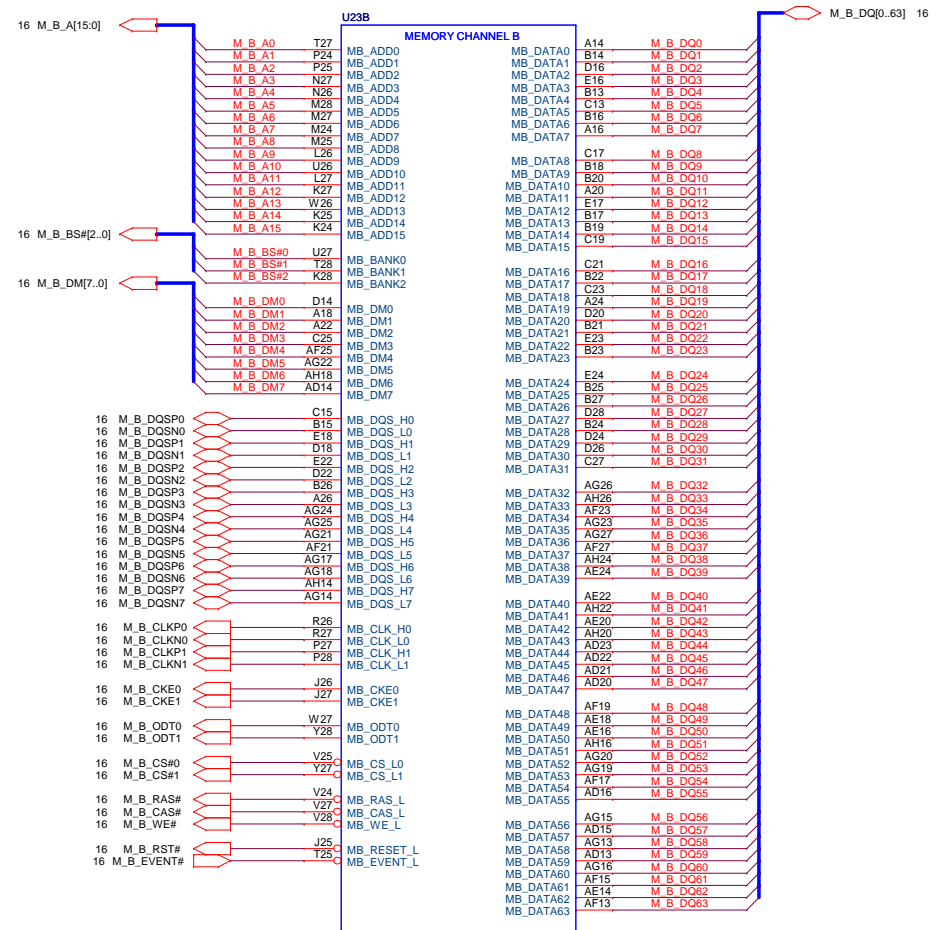 16 M_B_A[15:0]
M_B_DQ[0..63] 16
U23B
MEMORY CHANNEL B
M_B_A0 T27 MB_ADD0
M_B_A1 P24 MB_ADD1
M_B_A2 P25 MB_ADD2
M_B_A3 N27 MB_ADD3
M_B_A4 N26 MB_ADD4
M_B_A5 M28 MB_ADD5
M_B_A6 M27 MB_ADD6
M_B_A7 M24 MB_ADD7
M_B_A8 M25 MB_ADD8
M_B_A9 L26 MB_ADD9
M_B_A10 U26 MB_ADD10
M_B_A11 L27 MB_ADD11
M_B_A12 K27 MB_ADD12
M_B_A13 W26 MB_ADD13
M_B_A14 K25 MB_ADD14
M_B_A15 K24 MB_ADD15
16 M_B_BS#[2..0]
M_B_BS#0 U27 MB_BANK0
M_B_BS#1 T28 MB_BANK1
M_B_BS#2 K28 MB_BANK2
16 M_B_DM[7..0]
M_B_DM0 D14 MB_DM0
M_B_DM1 A18 MB_DM1
M_B_DM2 A22 MB_DM2
M_B_DM3 C25 MB_DM3
M_B_DM4 AF25 MB_DM4
M_B_DM5 AG22 MB_DM5
M_B_DM6 AH18 MB_DM6
M_B_DM7 AD14 MB_DM7
16 M_B_DQSP0 C15 MB_DQS_H0
16 M_B_DQSN0 B15 MB_DQS_L0
16 M_B_DQSP1 E18 MB_DQS_H1
16 M_B_DQSN1 D18 MB_DQS_L1
16 M_B_DQSP2 E22 MB_DQS_H2
16 M_B_DQSN2 D22 MB_DQS_L2
16 M_B_DQSP3 B26 MB_DQS_H3
16 M_B_DQSN3 A26 MB_DQS_L3
16 M_B_DQSP4 AG24 MB_DQS_H4
16 M_B_DQSN4 AG25 MB_DQS_L4
16 M_B_DQSP5 AG21 MB_DQS_H5
16 M_B_DQSN5 AF21 MB_DQS_L5
16 M_B_DQSP6 AG17 MB_DQS_H6
16 M_B_DQSN6 AG18 MB_DQS_L6
16 M_B_DQSP7 AH14 MB_DQS_H7
16 M_B_DQSN7 AG14 MB_DQS_L7
16 M_B_CLKP0 R26 MB_CLK_H0
16 M_B_CLKN0 R27 MB_CLK_L0
16 M_B_CLKP1 P27 MB_CLK_H1
16 M_B_CLKN1 P28 MB_CLK_L1
16 M_B_CKE0 J26 MB_CKE0
16 M_B_CKE1 J27 MB_CKE1
16 M_B_ODT0 W27 MB_ODT0
16 M_B_ODT1 Y28 MB_ODT1
16 M_B_CS#0 V25 MB_CS_L0
16 M_B_CS#1 Y27 MB_CS_L1
16 M_B_RAS# V24 MB_RAS_L
16 M_B_CAS# V27 MB_CAS_L
16 M_B_WE# V28 MB_WE_L
16 M_B_RST# J25 MB_RESET_L
16 M_B_EVENT# T25 MB_EVENT_L
MB_DATA0 A14 M_B_DQ0
MB_DATA1 B14 M_B_DQ1
MB_DATA2 D16 M_B_DQ2
MB_DATA3 E16 M_B_DQ3
MB_DATA4 B13 M_B_DQ4
MB_DATA5 C13 M_B_DQ5
MB_DATA6 B16 M_B_DQ6
MB_DATA7 A16 M_B_DQ7
MB_DATA8 C17 M_B_DQ8
MB_DATA9 B18 M_B_DQ9
MB_DATA10 B20 M_B_DQ10
MB_DATA11 A20 M_B_DQ11
MB_DATA12 E17 M_B_DQ12
MB_DATA13 B17 M_B_DQ13
MB_DATA14 B19 M_B_DQ14
MB_DATA15 C19 M_B_DQ15
MB_DATA16 C21 M_B_DQ16
MB_DATA17 B22 M_B_DQ17
MB_DATA18 C23 M_B_DQ18
MB_DATA19 A24 M_B_DQ19
MB_DATA20 D20 M_B_DQ20
MB_DATA21 B21 M_B_DQ21
MB_DATA22 E23 M_B_DQ22
MB_DATA23 B23 M_B_DQ23
MB_DATA24 E24 M_B_DQ24
MB_DATA25 B25 M_B_DQ25
MB_DATA26 B27 M_B_DQ26
MB_DATA27 D28 M_B_DQ27
MB_DATA28 B24 M_B_DQ28
MB_DATA29 D24 M_B_DQ29
MB_DATA30 D26 M_B_DQ30
MB_DATA31 C27 M_B_DQ31
MB_DATA32 AG26 M_B_DQ32
MB_DATA33 AH26 M_B_DQ33
MB_DATA34 AF23 M_B_DQ34
MB_DATA35 AG23 M_B_DQ35
MB_DATA36 AG27 M_B_DQ36
MB_DATA37 AF27 M_B_DQ37
MB_DATA38 AH24 M_B_DQ38
MB_DATA39 AE24 M_B_DQ39
MB_DATA40 AE22 M_B_DQ40
MB_DATA41 AH22 M_B_DQ41
MB_DATA42 AE20 M_B_DQ42
MB_DATA43 AH20 M_B_DQ43
MB_DATA44 AD23 M_B_DQ44
MB_DATA45 AD22 M_B_DQ45
MB_DATA46 AD21 M_B_DQ46
MB_DATA47 AD20 M_B_DQ47
MB_DATA48 AF19 M_B_DQ48
MB_DATA49 AE18 M_B_DQ49
MB_DATA50 AE16 M_B_DQ50
MB_DATA51 AH16 M_B_DQ51
MB_DATA52 AG20 M_B_DQ52
MB_DATA53 AG19 M_B_DQ53
MB_DATA54 AF17 M_B_DQ54
MB_DATA55 AD16 M_B_DQ55
MB_DATA56 AG15 M_B_DQ56
MB_DATA57 AD15 M_B_DQ57
MB_DATA58 AG13 M_B_DQ58
MB_DATA59 AD13 M_B_DQ59
MB_DATA60 AG16 M_B_DQ60
MB_DATA61 AF15 M_B_DQ61
MB_DATA62 AE14 M_B_DQ62
MB_DATA63 AF13 M_B_DQ63